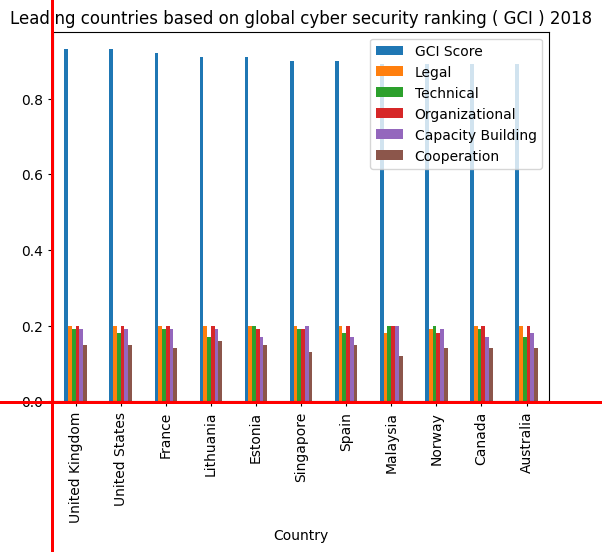 Leading countries based on global cyber security ranking ( GCI ) 2018
GCI Score
Legal
Technical
Organizational
Capacity Building
Cooperation
0.8
0.6
0.4
0.2
0.0
United Kingdom
United States
France
Lithuania
Estonia
Singapore
Spain
Malaysia
Norway
Canada
Australia
Country